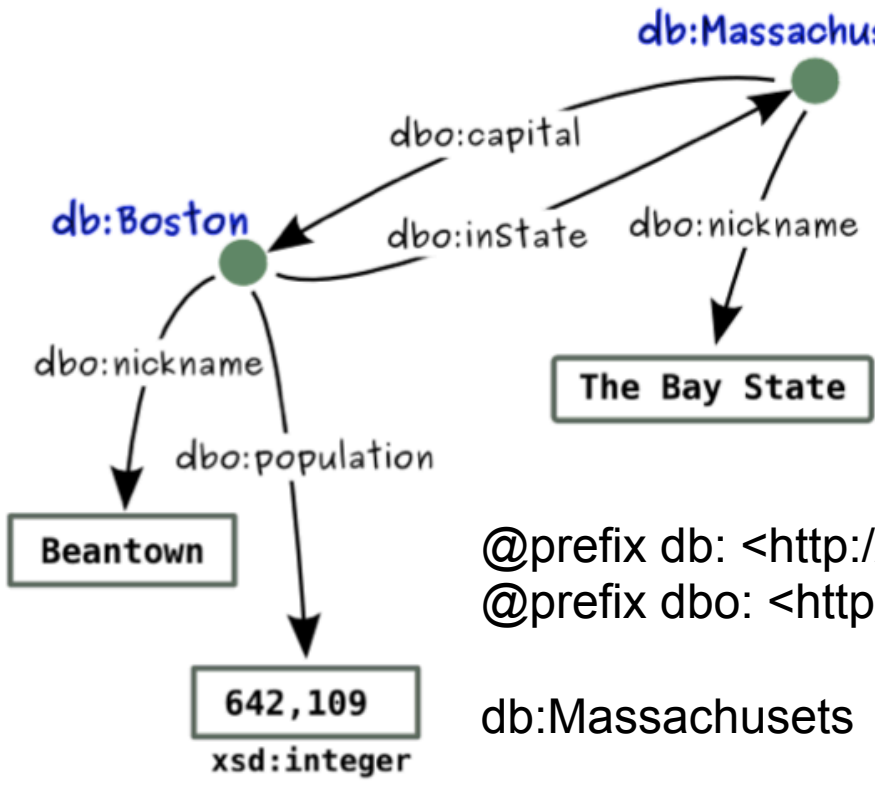 db:Massachus
dbo:capital
db:Boston
dbo:inState
dbo:nickname
dbo:nickname
The Bay State
dbo:population
Beantown
@prefix db: <http:/
@prefix dbo: <http
642,109
db:Massachusets
xsd:integer